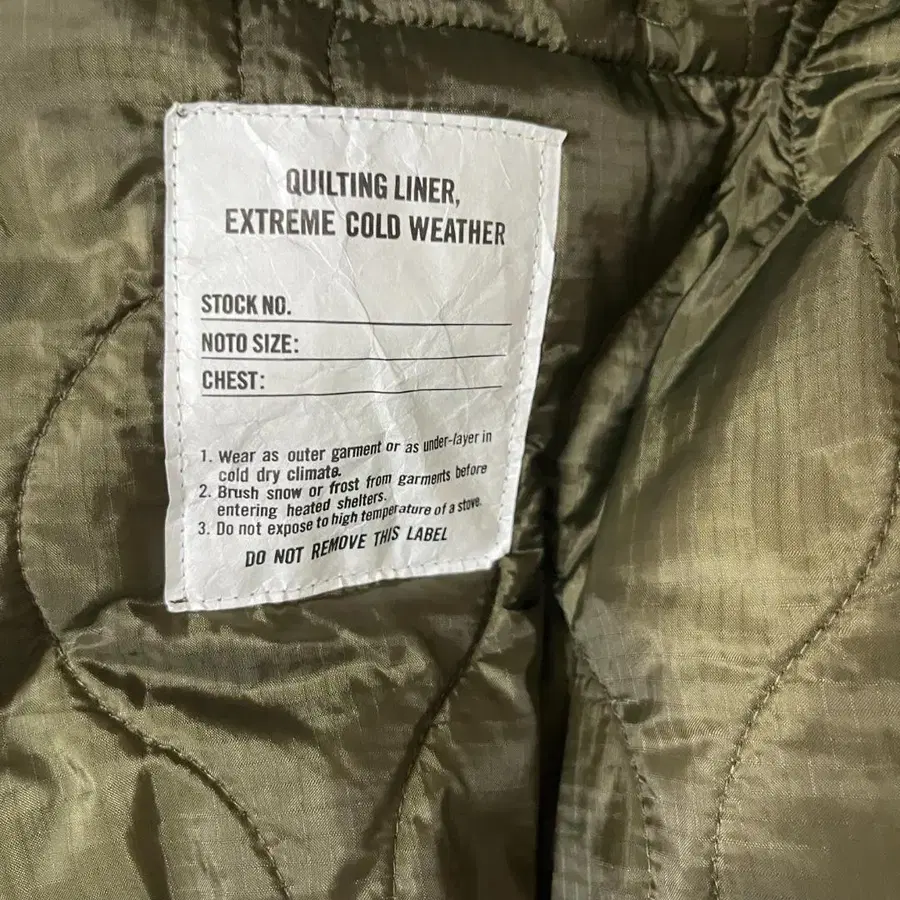 QUILTING LINER,
EXTREME COLD WEATHER
STOCK NO.
NOTO SIZE:
CHEST:
1. Wear as outer garment or as under-layer in
cold dry climate.
2. Brush snow or frost from garments before
entering heated shelters.
3. Do not expose to high temperature of a stove.
DO NOT REMOVE THIS LABEL